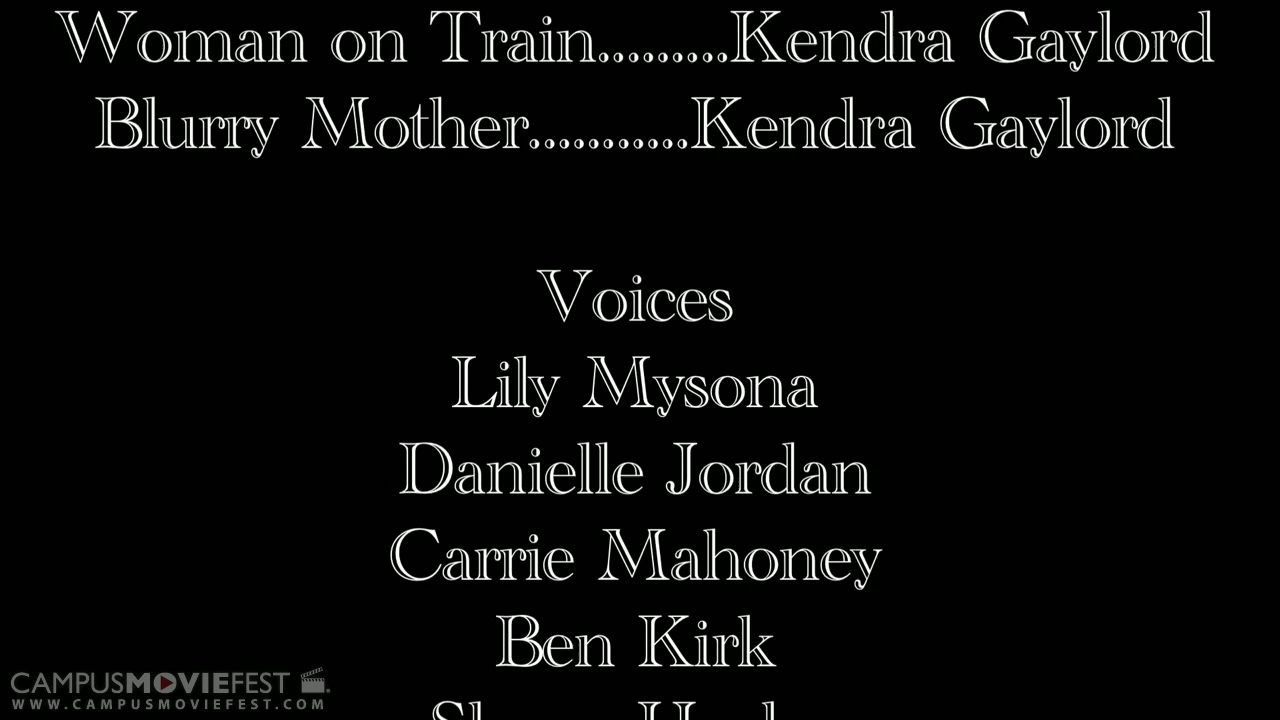 Woman on Train.........Kendra Gaylord
Blurry Mother...........Kendra Gaylord
Voices
Lily Mysona
Danielle Jordan
Carrie Mahoney
Ben Kirk
CAMPUSMOVIEFEST
WWW.CAMPUSMOVIEFEST.COM